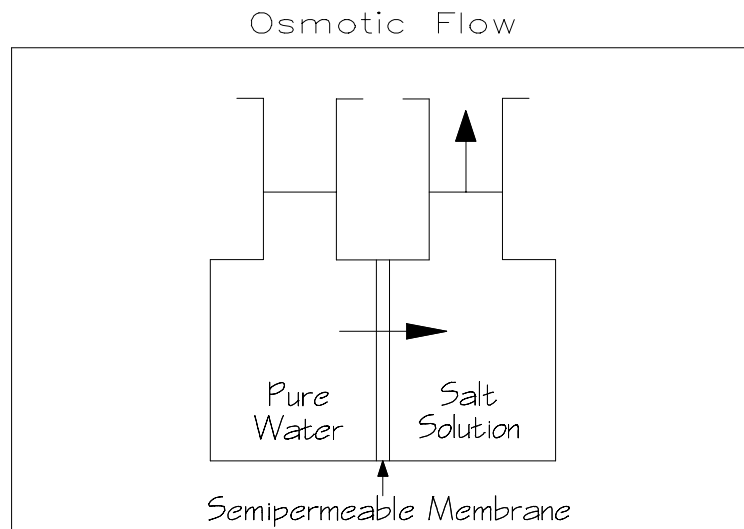 Osmotic Flow
Pure
Water
Salt
Solution
Semipermeable Membrane